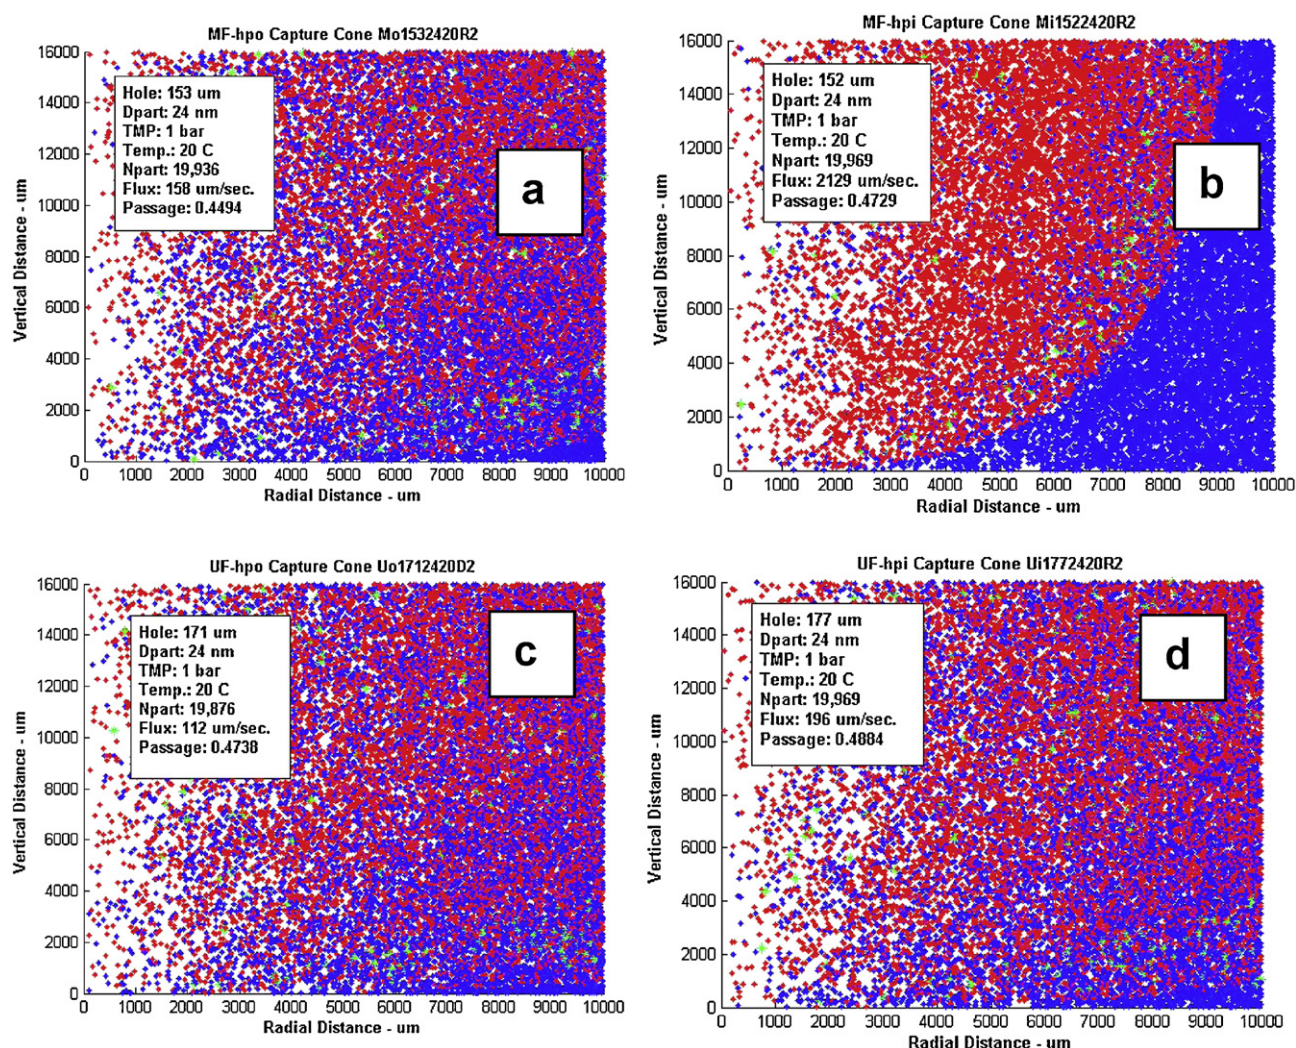 MF-hpo Capture Cone Mo1532420R2
16000
14000
12000
10000
8000
6000
4000
2000
0
Vertical Distance - um
Hole: 153 um
Dpart: 24 nm
TMP: 1 bar
Temp.: 20 C
Npart: 19,936
Flux: 158 um/sec.
Passage: 0.4494
a
0 1000 2000 3000 4000 5000 6000 7000 8000 9000 10000
Radial Distance - um
MF-hpi Capture Cone Mi1522420R2
16000
14000
12000
10000
8000
6000
4000
2000
0
Vertical Distance - um
Hole: 152 um
Dpart: 24 nm
TMP: 1 bar
Temp.: 20 C
Npart: 19,969
Flux: 2129 um/sec.
Passage: 0.4729
b
0 1000 2000 3000 4000 5000 6000 7000 8000 9000 10000
Radial Distance - um
UF-hpo Capture Cone Uo1712420D2
16000
14000
12000
10000
8000
6000
4000
2000
0
Vertical Distance - um
Hole: 171 um
Dpart: 24 nm
TMP: 1 bar
Temp.: 20 C
Npart: 19,876
Flux: 112 um/sec.
Passage: 0.4738
c
0 1000 2000 3000 4000 5000 6000 7000 8000 9000 10000
Radial Distance - um
UF-hpi Capture Cone Ui1772420R2
16000
14000
12000
10000
8000
6000
4000
2000
0
Vertical Distance - um
Hole: 177 um
Dpart: 24 nm
TMP: 1 bar
Temp.: 20 C
Npart: 19,969
Flux: 196 um/sec.
Passage: 0.4884
d
0 1000 2000 3000 4000 5000 6000 7000 8000 9000 10000
Radial Distance - um